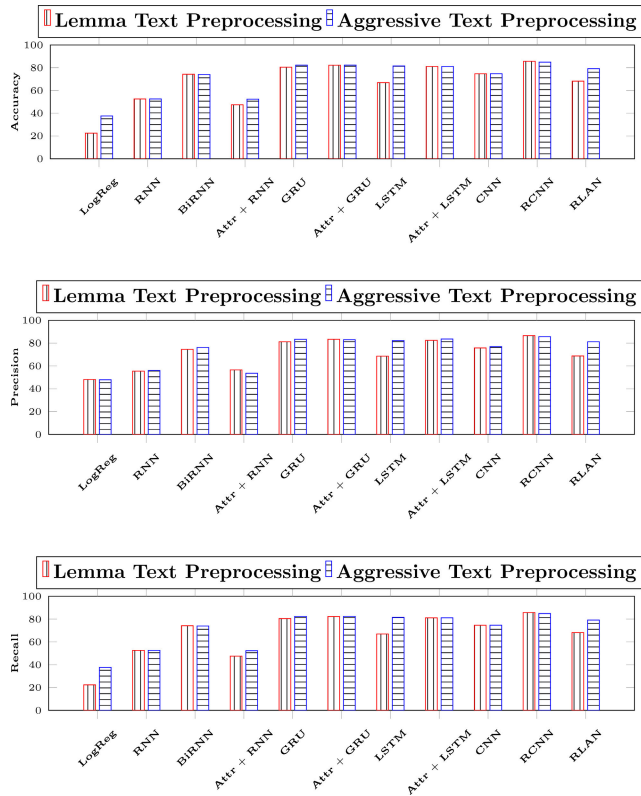 Lemma Text Preprocessing Aggressive Text Preprocessing
100
80
60
40
20
0
Accuracy
LogReg
RNN
BiRNN
Attr + RNN
GRU
Attr + GRU
LSTM
Attr + LSTM
CNN
RCNN
RLAN
Lemma Text Preprocessing Aggressive Text Preprocessing
100
80
60
40
20
0
Precision
LogReg
RNN
BiRNN
Attr + RNN
GRU
Attr + GRU
LSTM
Attr + LSTM
CNN
RCNN
RLAN
Lemma Text Preprocessing Aggressive Text Preprocessing
100
80
60
40
20
0
Recall
LogReg
RNN
BiRNN
Attr + RNN
GRU
Attr + GRU
LSTM
Attr + LSTM
CNN
RCNN
RLAN